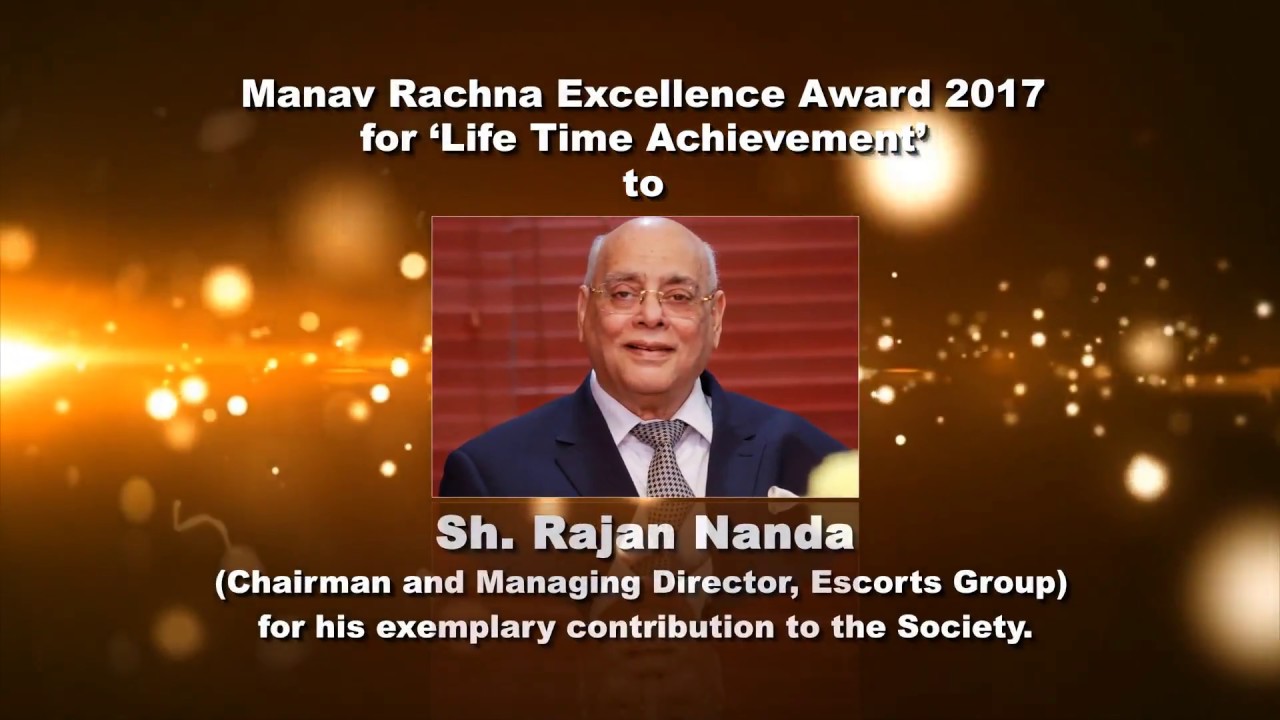 Manav Rachna Excellence Award 2017
for ‘Life Time Achievement’
to
Sh. Rajan Nanda
(Chairman and Managing Director, Escorts Group)
for his exemplary contribution to the Society.